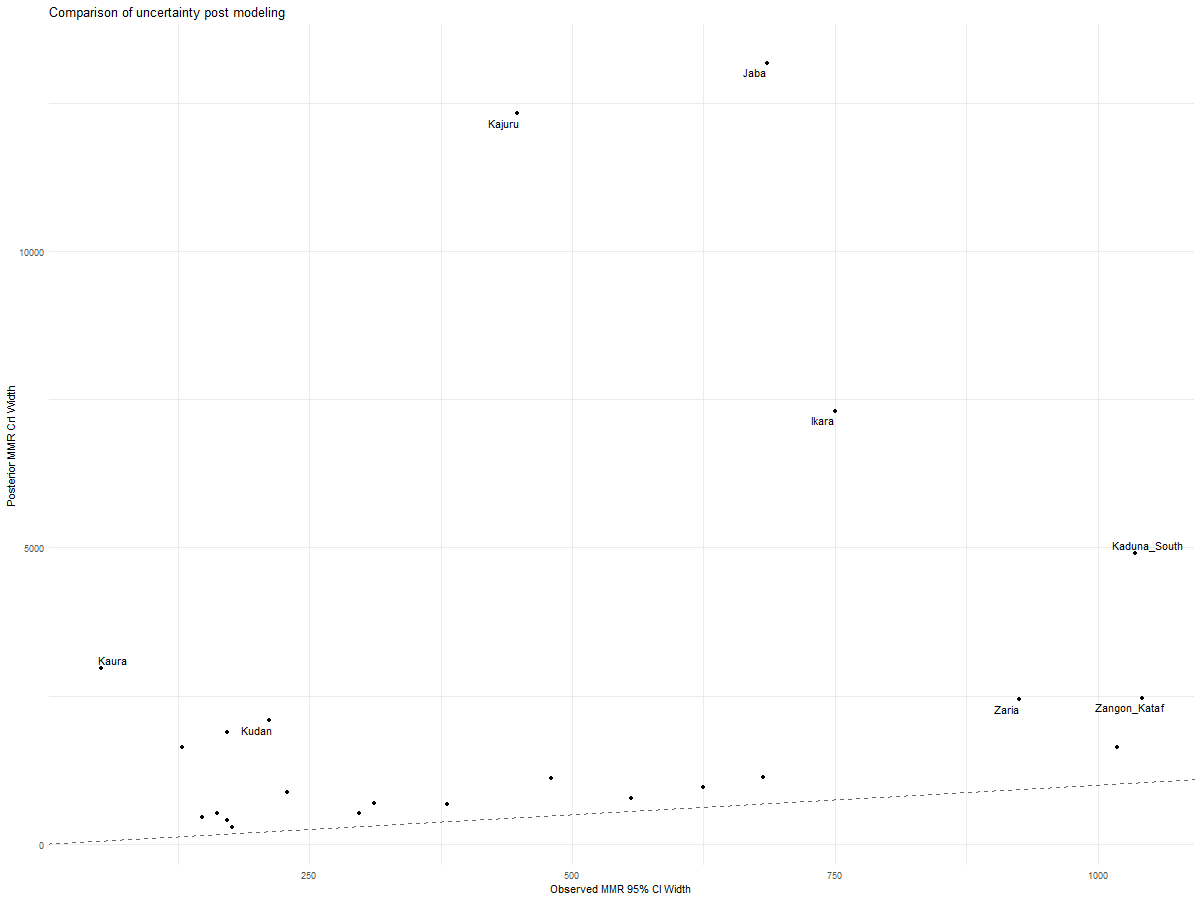 Comparison of uncertainty post modeling
Jaba
Kajuru
10000
Ikara
Posterior MMR CrI Width
5000
Kaduna_South
Kaura
Zaria
Zangon_Kataf
Kudan
0
250
500
750
1000
Observed MMR 95% CI Width